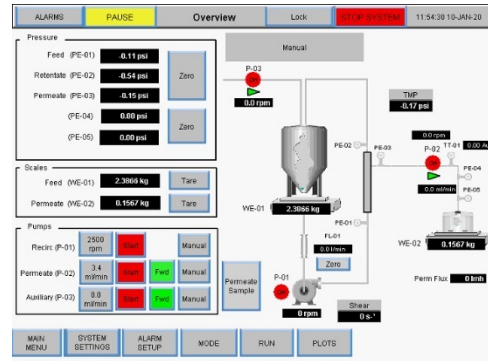 ALARMS PAUSE Overview Lock STOP SYSTEM 11:54:30 10-JAN-20
Pressure
Feed (PE-01) -0.11 psi
Retentate (PE-02) -0.54 psi
Zero
Permeate (PE-03) -0.15 psi
(PE-04) 0.00 psi
Zero
(PE-05) 0.00 psi
Scales
Feed (WE-01) 2.3866 kg Tare
Permeate (WE-02) 0.1567 kg Tare
Pumps
Recirc (P-01) 2500 rpm Start Manual
Permeate (P-02) 3.4 ml/min Start Fwd Manual
Auxiliary (P-03) 0.0 ml/min Start Fwd Manual
Permeate Sample
Manual
P-03
Off
0.0 rpm
TMP
-0.17 psi
PE-02
PE-03
0.0 rpm
P-02
TT-01
0.00 Au
PE-04
0.0 ml/min
PE-05
WE-01
2.3866 kg
PE-01
FL-01
0.0 l/min
Zero
WE-02
0.1567 kg
P-01
0 rpm
Shear
0 s-¹
Perm Flux 0 lmh
MAIN MENU
SYSTEM SETTINGS
ALARM SETUP
MODE
RUN
PLOTS